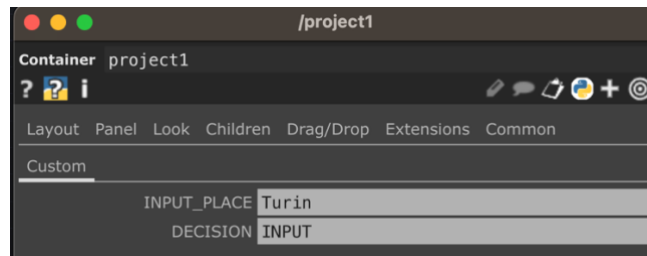 /project1
Container project1
? ? i
Layout Panel Look Children Drag/Drop Extensions Common
Custom
INPUT_PLACE Turin
DECISION INPUT